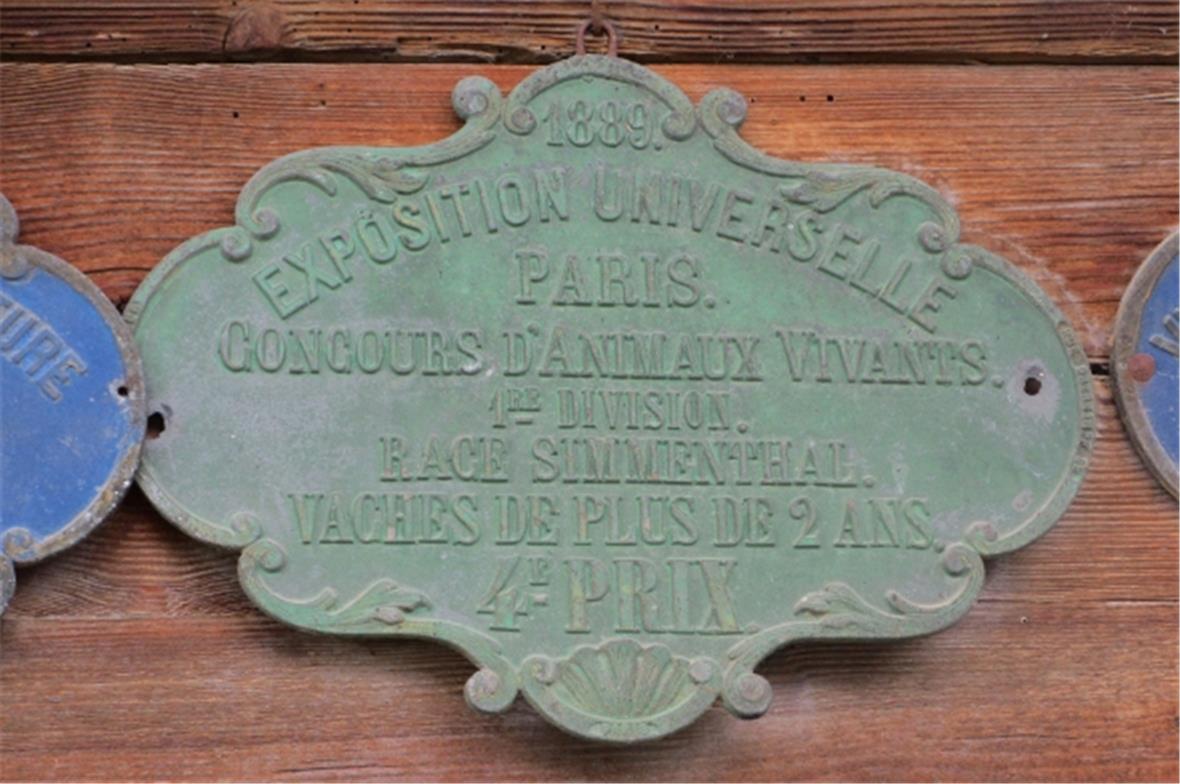 1889.
EXPOSITION UNIVERSELLE
PARIS.
CONCOURS D'ANIMAUX VIVANTS.
1RE DIVISION.
RACE SIMMENTHAL.
VACHES DE PLUS DE 2 ANS.
4E PRIX